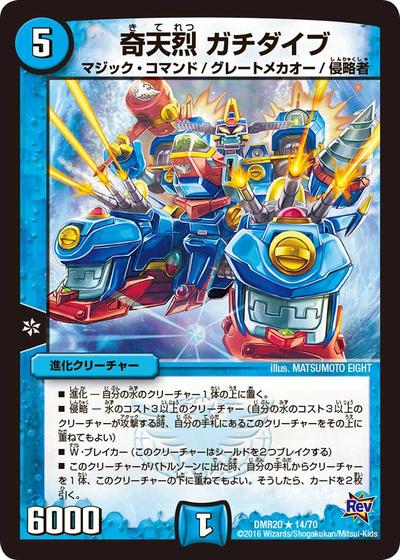 5
きてれつ
奇天烈 ガチダイブ
しんりゃくしゃ
マジック・コマンド / グレートメカオー / 侵略者
illus. MATSUMOTO EIGHT
進化クリーチャー
■ 進化 — 自分の水のクリーチャー1体の上に置く。
■ 侵略 — 水のコスト3以上のクリーチャー（自分の水のコスト3以上の
クリーチャーが攻撃する時、自分の手札にあるこのクリーチャーをその上に
重ねてもよい）
■ W・ブレイカー（このクリーチャーはシールドを2つブレイクする）
■ このクリーチャーがバトルゾーンに出た時、自分の手札からクリーチャー
を1体、このクリーチャーの下に重ねてもよい。そうしたら、カードを2枚
引く。
6000
1
Rev
DMR20 ★ 14/70
©2016 Wizards/Shogakukan/Mitsui-Kids